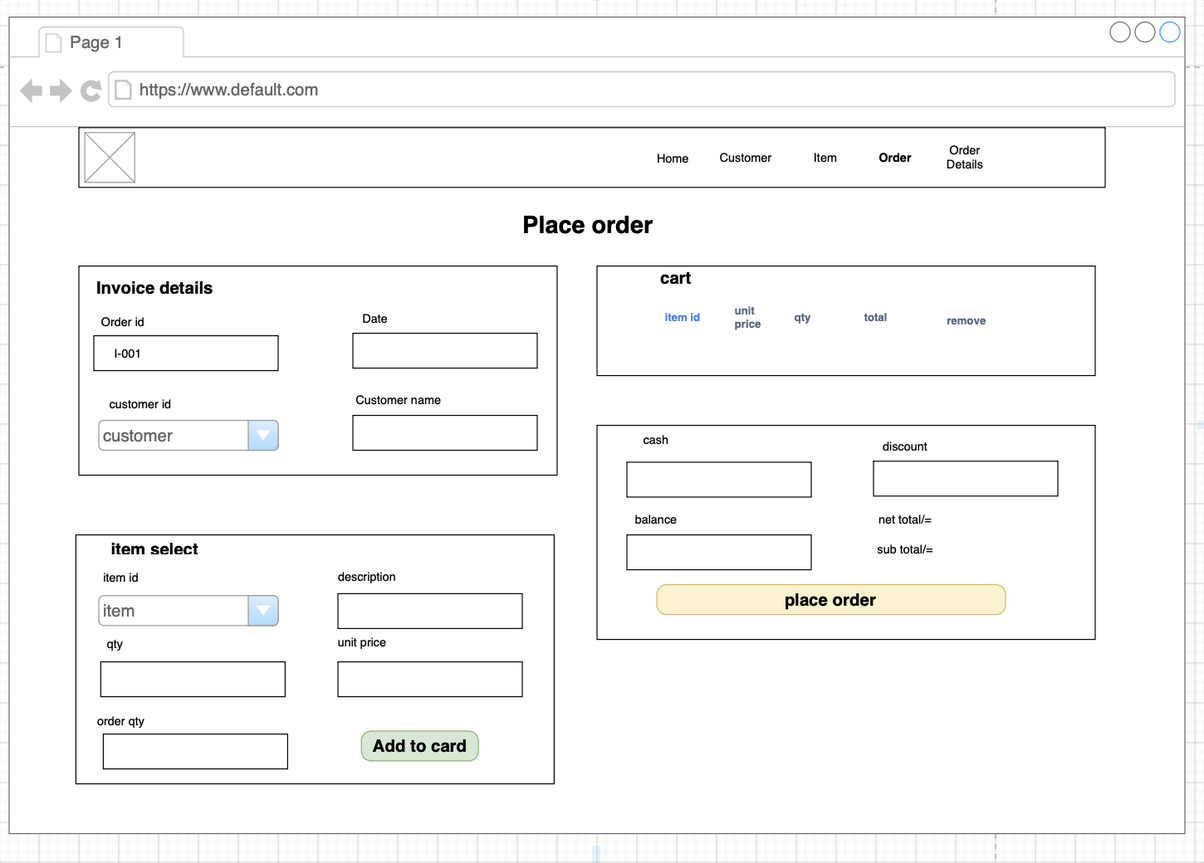 Page 1
https://www.default.com
Home
Customer
Item
Order
Order
Details
Place order
Invoice details
Order id
Date
I-001
customer id
Customer name
customer
item select
item id
description
item
qty
unit price
order qty
Add to card
cart
item id
unit
price
qty
total
remove
cash
discount
balance
net total/=
sub total/=
place order